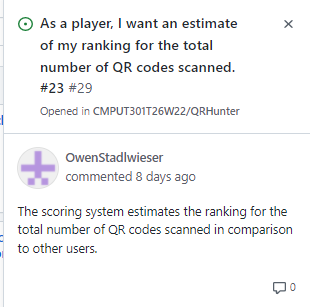 As a player, I want an estimate
of my ranking for the total
number of QR codes scanned.
#23 #29
Opened in CMPUT301T26W22/QRHunter
OwenStadlwieser
commented 8 days ago
The scoring system estimates the ranking for the
total number of QR codes scanned in comparison
to other users.
0